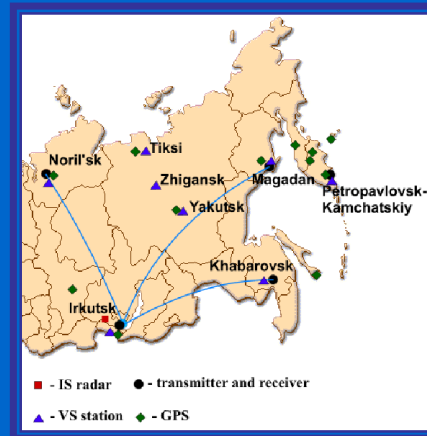 Tiksi
Noril'sk
Zhigansk
Magadan
Petropavlovsk-
Kamchatskiy
Yakutsk
Khabarovsk
Irkutsk
- IS radar
- transmitter and receiver
- VS station
- GPS